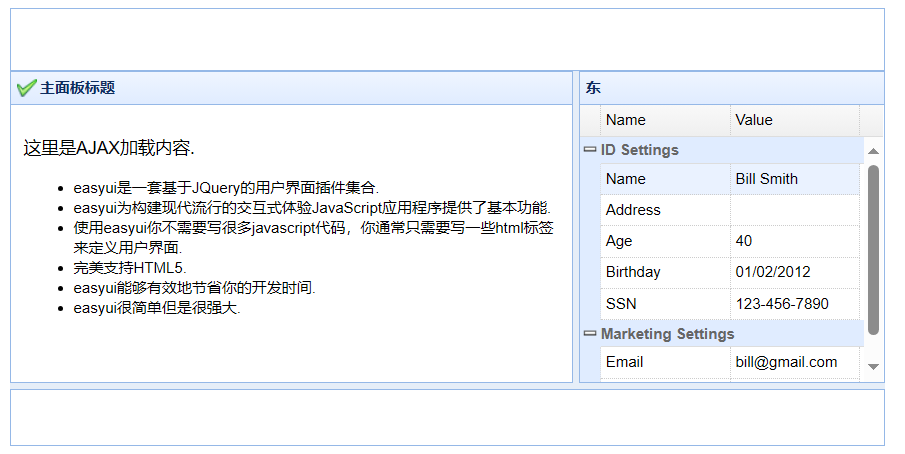 主面板标题
这里是AJAX加载内容.
easyui是一套基于JQuery的用户界面插件集合.
easyui为构建现代流行的交互式体验JavaScript应用程序提供了基本功能.
使用easyui你不需要写很多javascript代码，你通常只需要写一些html标签
来定义用户界面.
完美支持HTML5.
easyui能够有效地节省你的开发时间.
easyui很简单但是很强大.
东
Name Value
ID Settings
Name Bill Smith
Address
Age 40
Birthday 01/02/2012
SSN 123-456-7890
Marketing Settings
Email bill@gmail.com